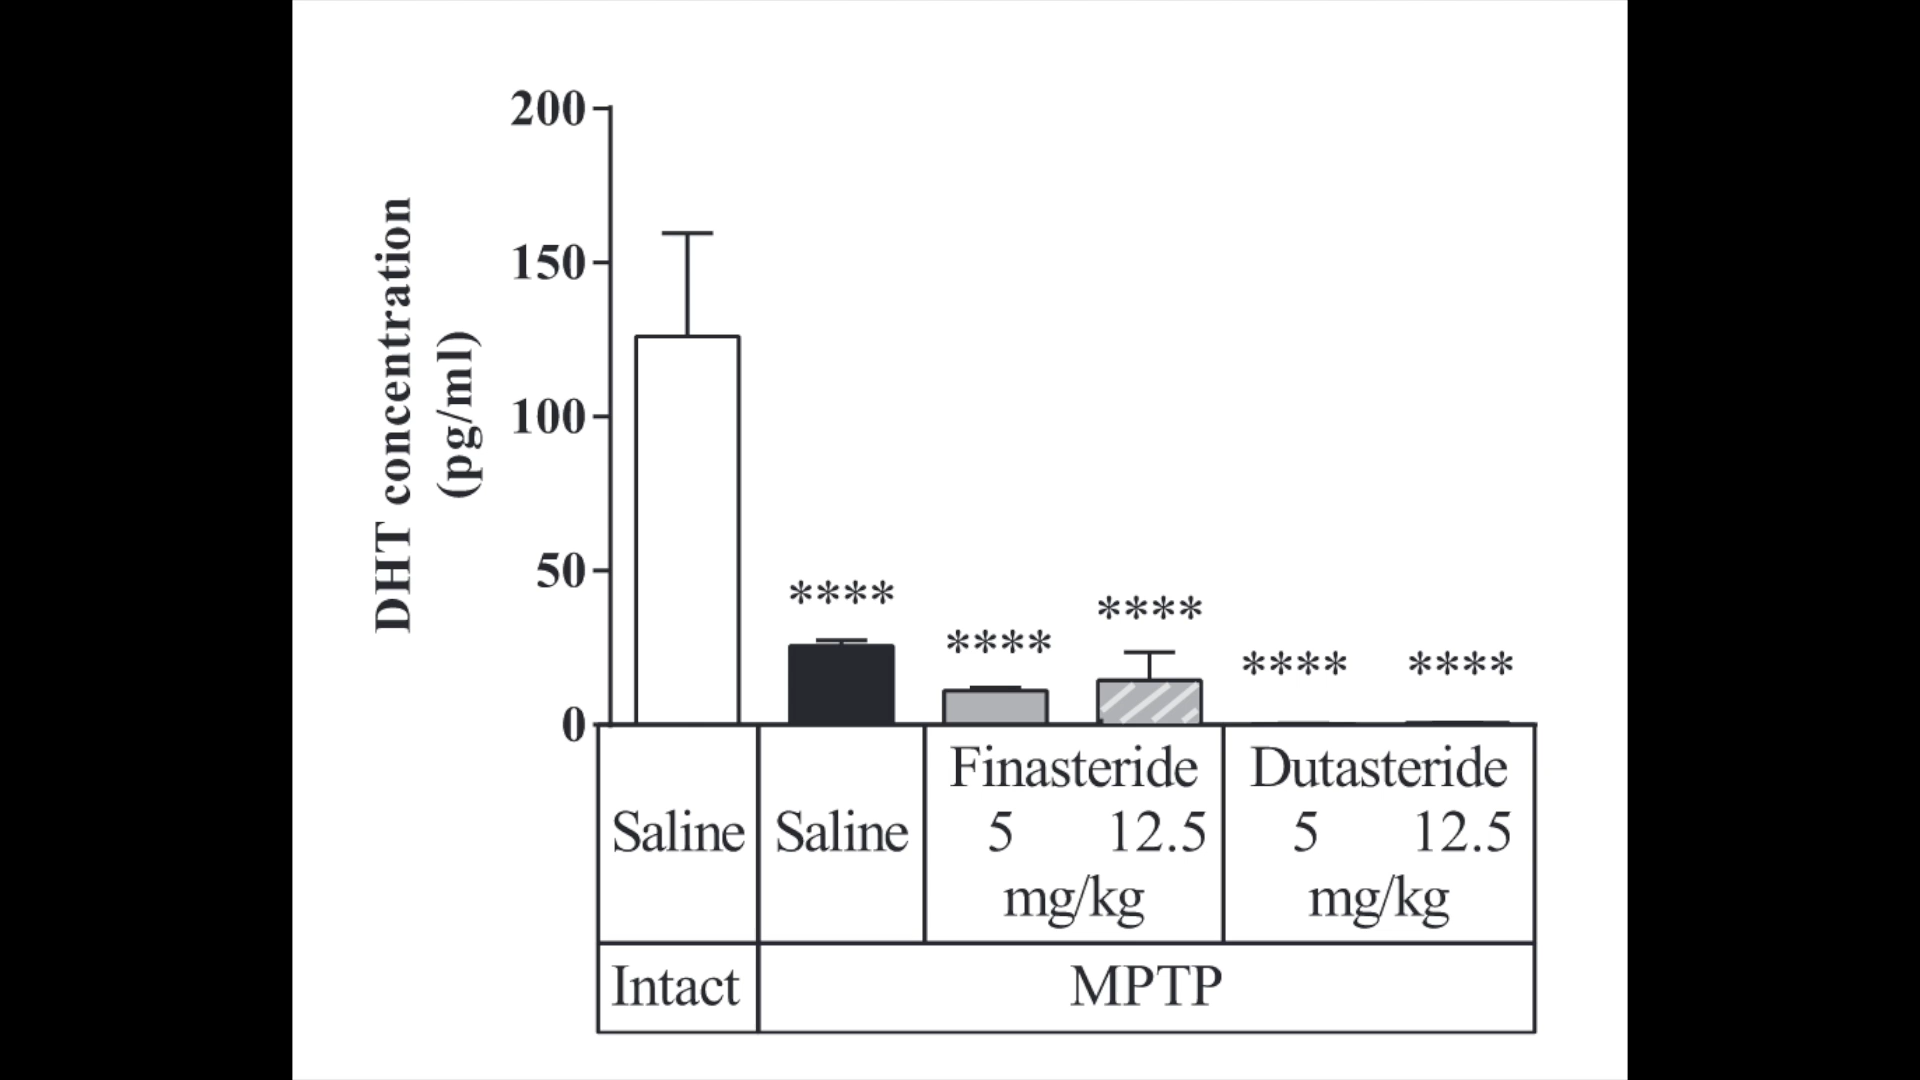 DHT concentration
(pg/ml)
200
150
100
50
0
****
****
****
****
****
Saline
Saline
Finasteride
5 12.5
mg/kg
Dutasteride
5 12.5
mg/kg
Intact
MPTP